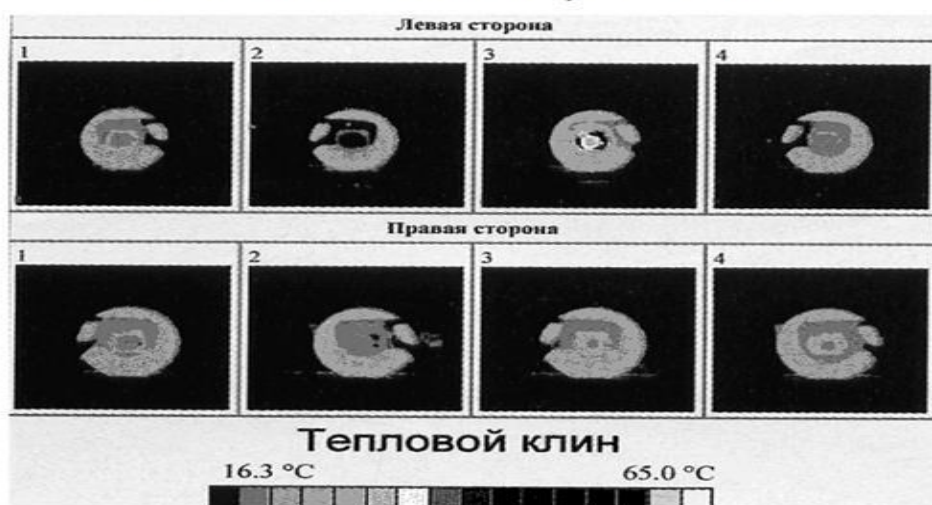 Левая сторона
1 2 3 4
Правая сторона
1 2 3 4
Тепловой клин
16.3 °C 65.0 °C